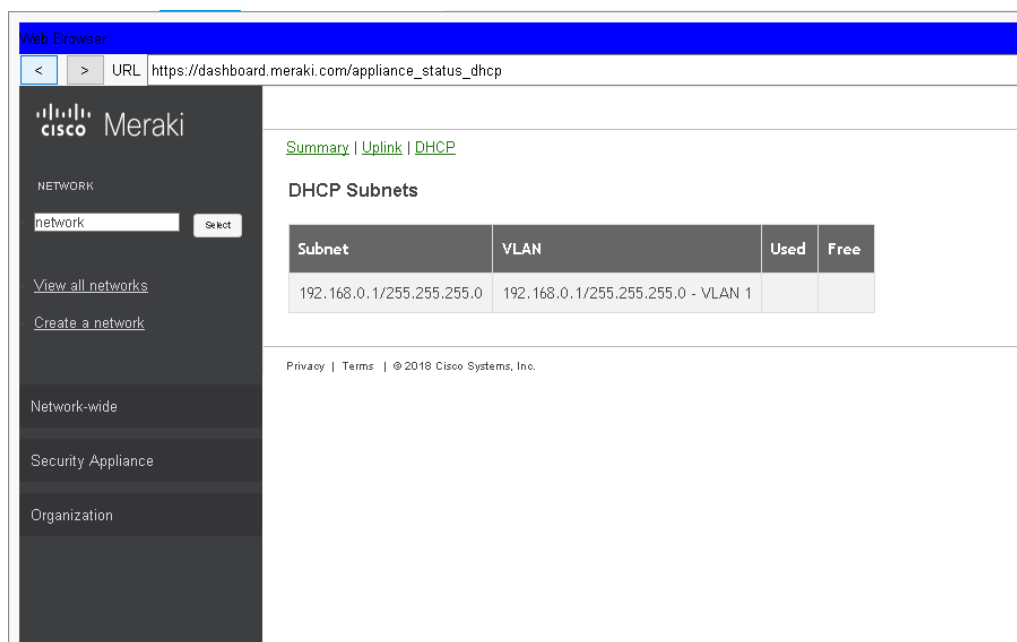 Web Browser
< > URL https://dashboard.meraki.com/appliance_status_dhcp
cisco Meraki
NETWORK
network Select
View all networks
Create a network
Network-wide
Security Appliance
Organization
Summary | Uplink | DHCP
DHCP Subnets
Subnet VLAN Used Free
192.168.0.1/255.255.255.0 192.168.0.1/255.255.255.0 - VLAN 1
Privacy | Terms | © 2018 Cisco Systems, Inc.